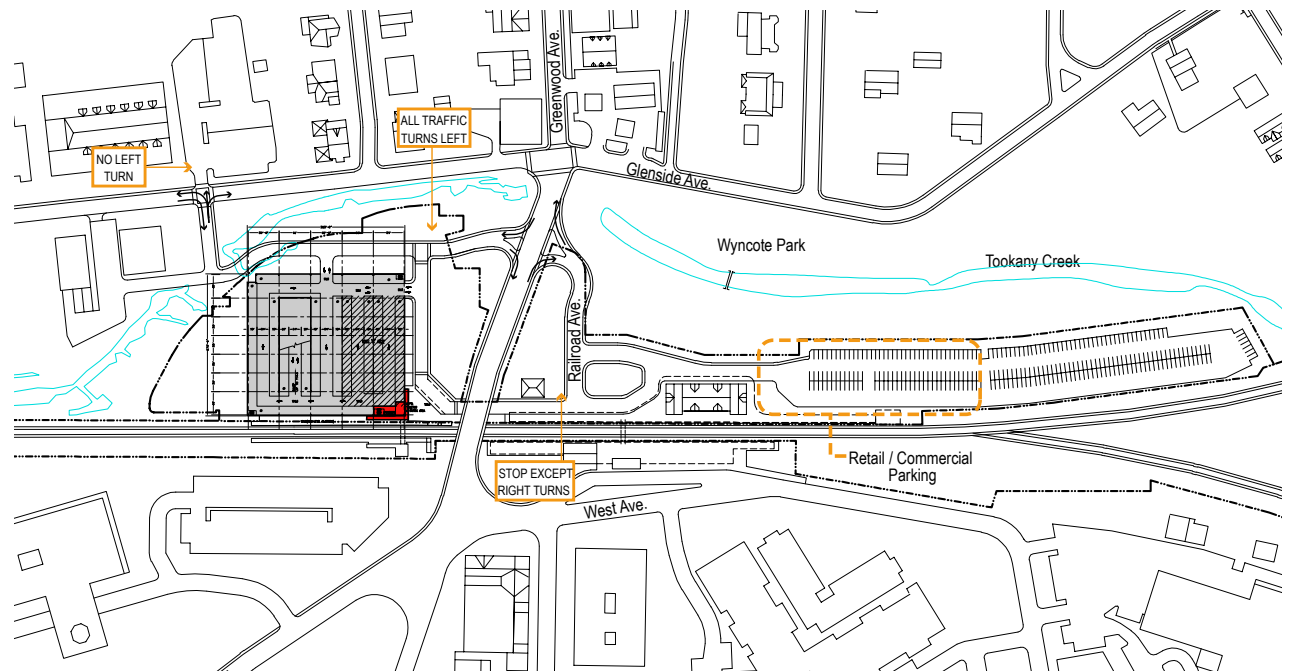 Greenwood Ave.
ALL TRAFFIC
TURNS LEFT
NO LEFT
TURN
Glenside Ave.
Wyncote Park
Tookany Creek
Railroad Ave.
Retail / Commercial
Parking
STOP EXCEPT
RIGHT TURNS
West Ave.